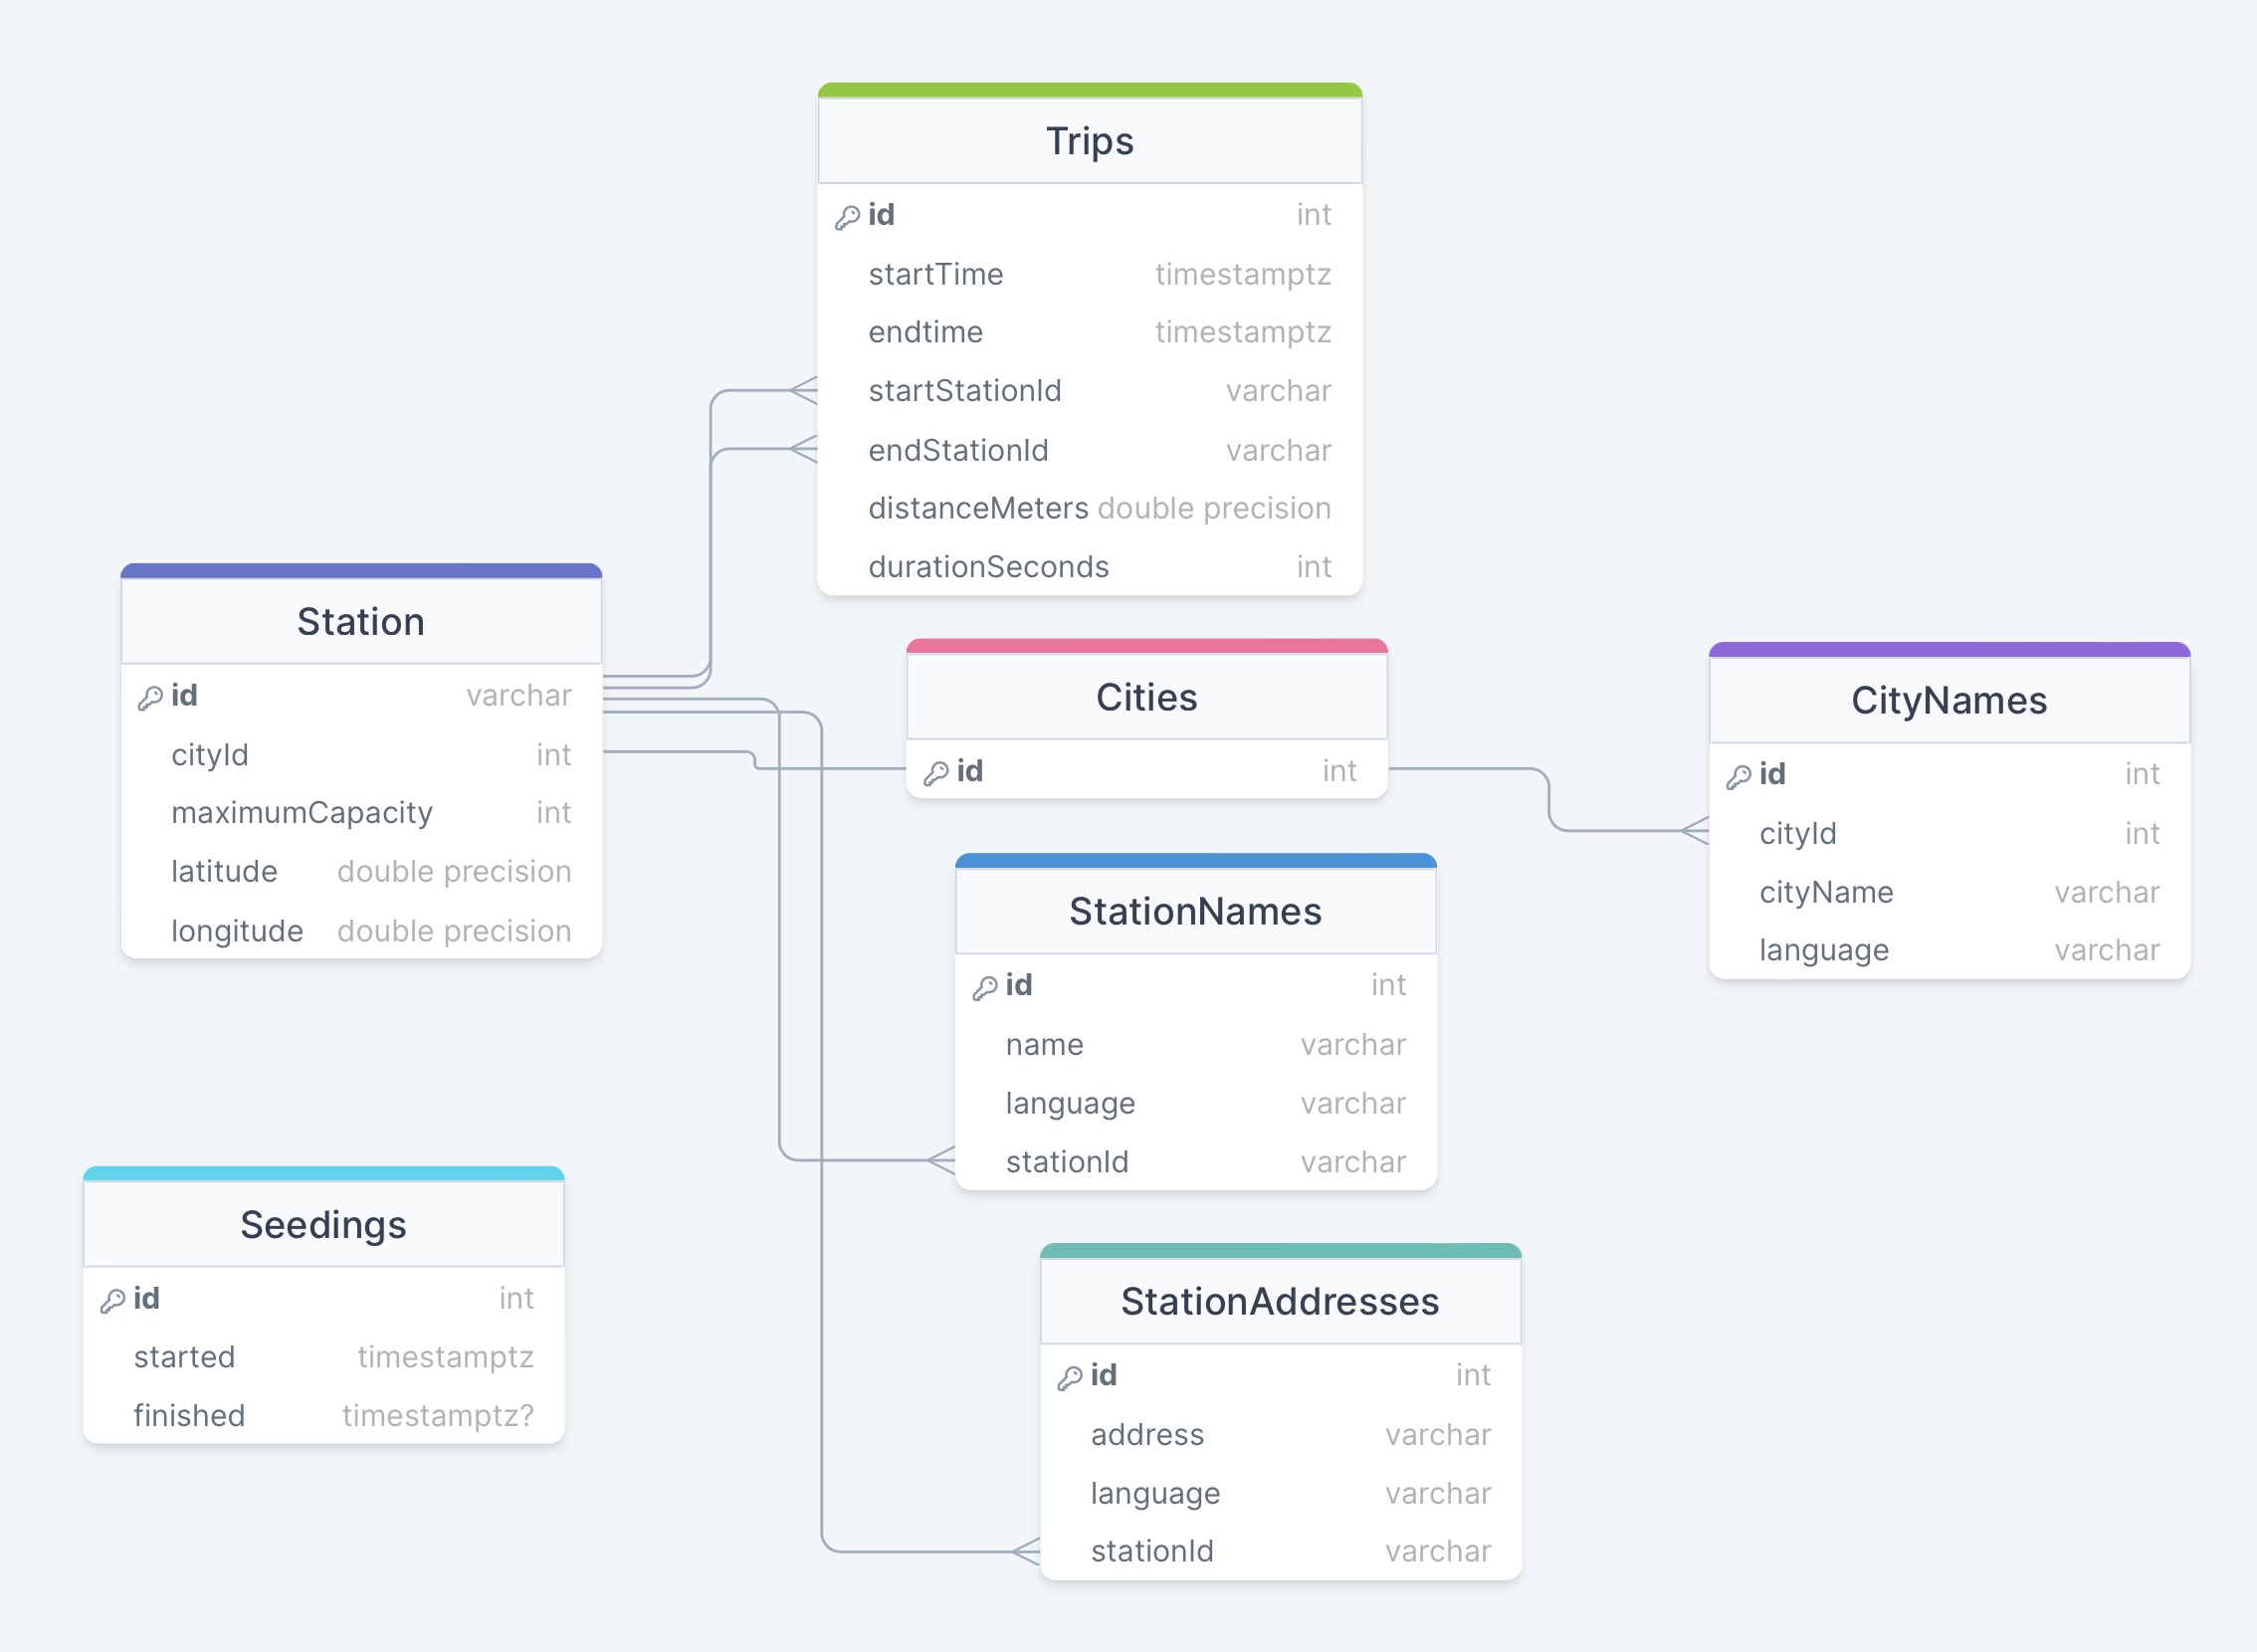 Trips
id int
startTime timestamptz
endtime timestamptz
startStationId varchar
endStationId varchar
distanceMeters double precision
durationSeconds int
Station
id varchar
cityId int
maximumCapacity int
latitude double precision
longitude double precision
Cities
id int
CityNames
id int
cityId int
cityName varchar
language varchar
StationNames
id int
name varchar
language varchar
stationId varchar
Seedings
id int
started timestamptz
finished timestamptz?
StationAddresses
id int
address varchar
language varchar
stationId varchar